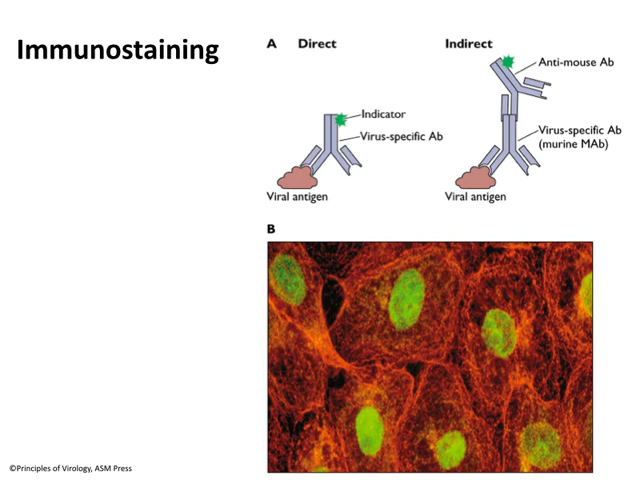 Immunostaining
A Direct
Indirect
Anti-mouse Ab
Indicator
Virus-specific Ab
Virus-specific Ab
(murine MAb)
Viral antigen
Viral antigen
B
©Principles of Virology, ASM Press